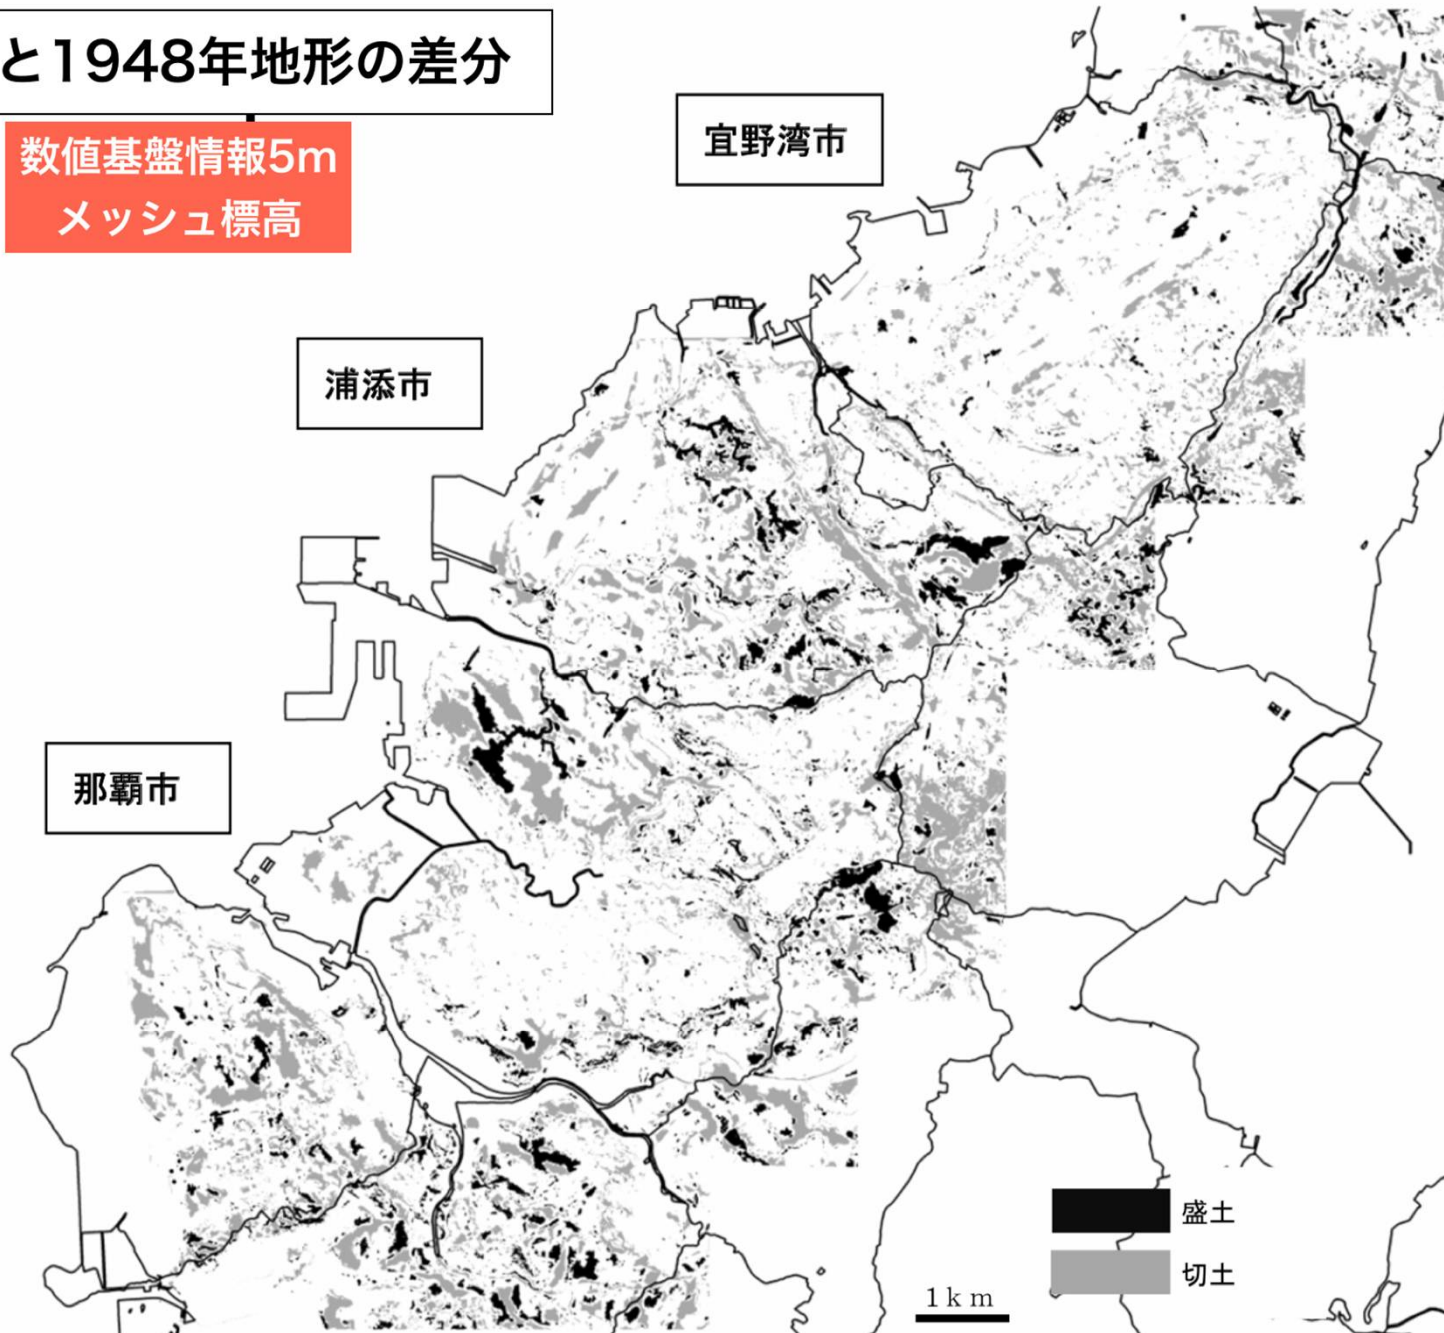 と1948年地形の差分
数値基盤情報5m
メッシュ標高
宜野湾市
浦添市
那覇市
盛土
切土
1 km